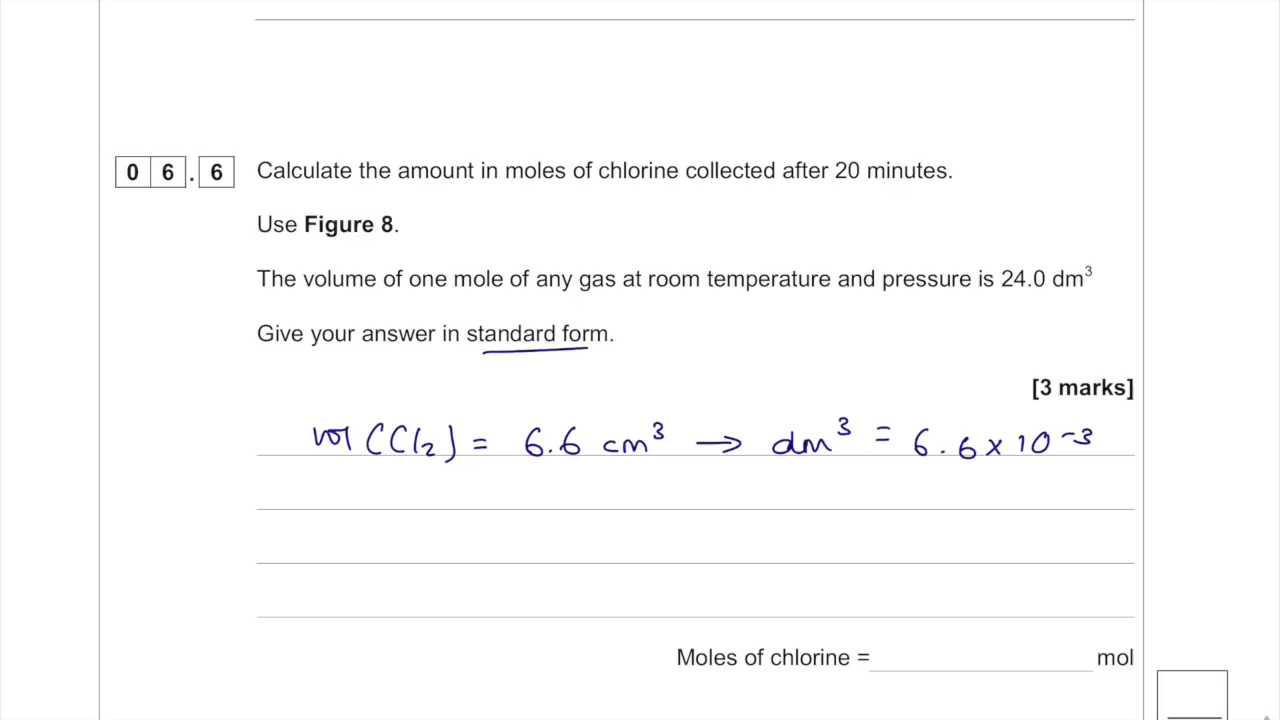 06.6 Calculate the amount in moles of chlorine collected after 20 minutes.
Use Figure 8.
The volume of one mole of any gas at room temperature and pressure is 24.0 dm³
Give your answer in standard form.
[3 marks]
vol (Cl₂) = 6.6 cm³ → dm³ = 6.6 × 10⁻³
Moles of chlorine = mol